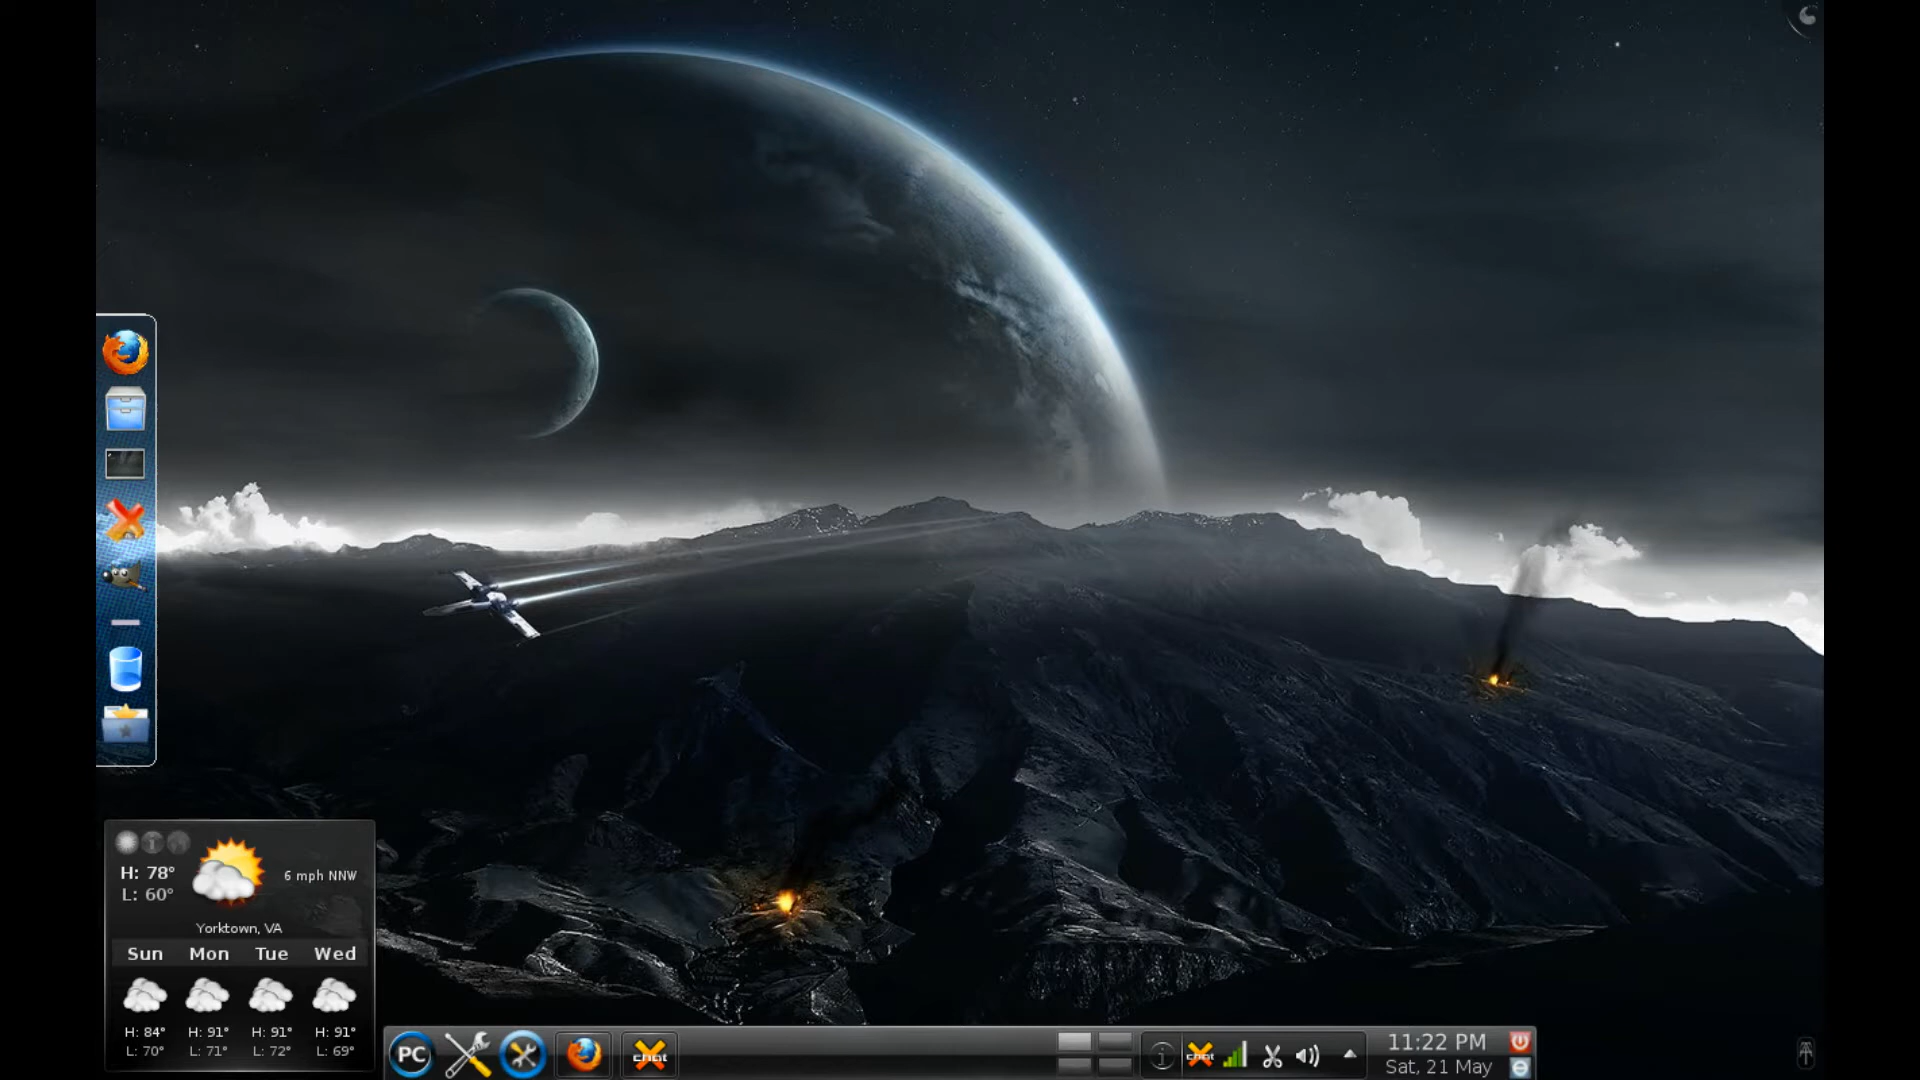 H: 78°
L: 60°
6 mph NNW
Yorktown, VA
Sun Mon Tue Wed
H: 84° H: 91° H: 91° H: 91°
L: 70° L: 71° L: 72° L: 69°
PC
chat
i
chat
11:22 PM
Sat, 21 May